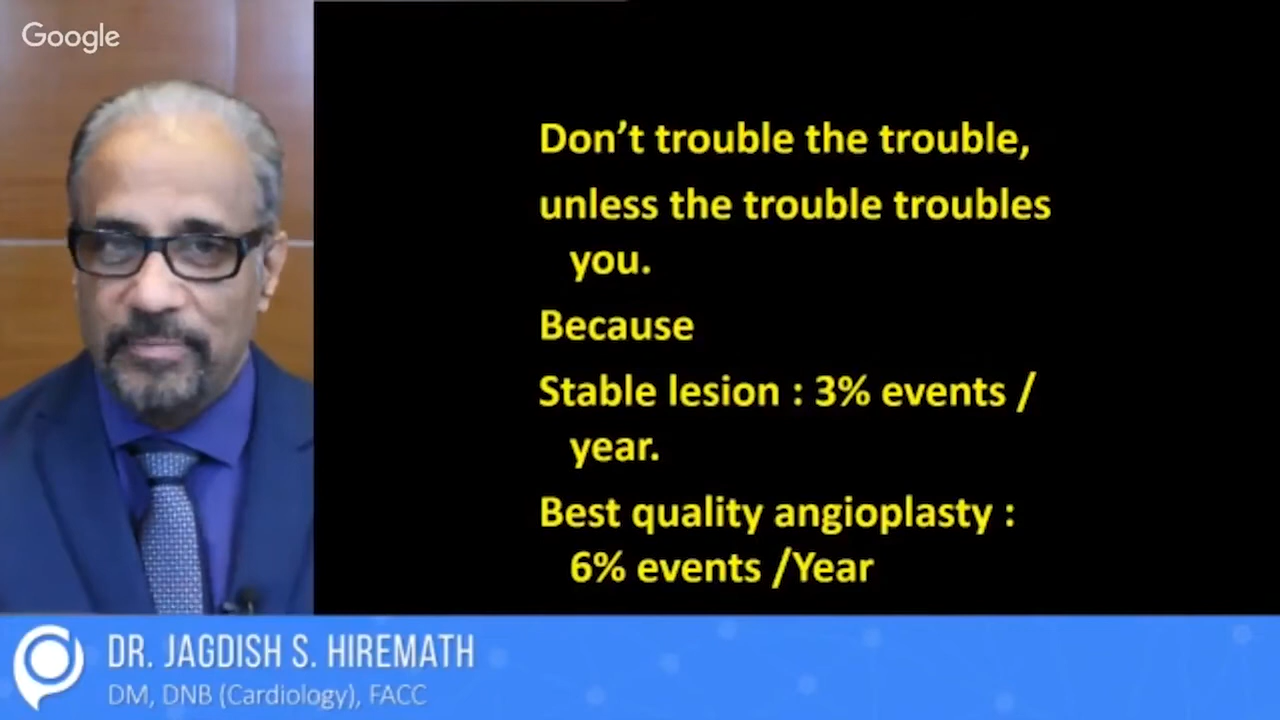 Google
Don’t trouble the trouble,
unless the trouble troubles
you.
Because
Stable lesion : 3% events /
year.
Best quality angioplasty :
6% events /Year
DR. JAGDISH S. HIREMATH
DM, DNB (Cardiology), FACC